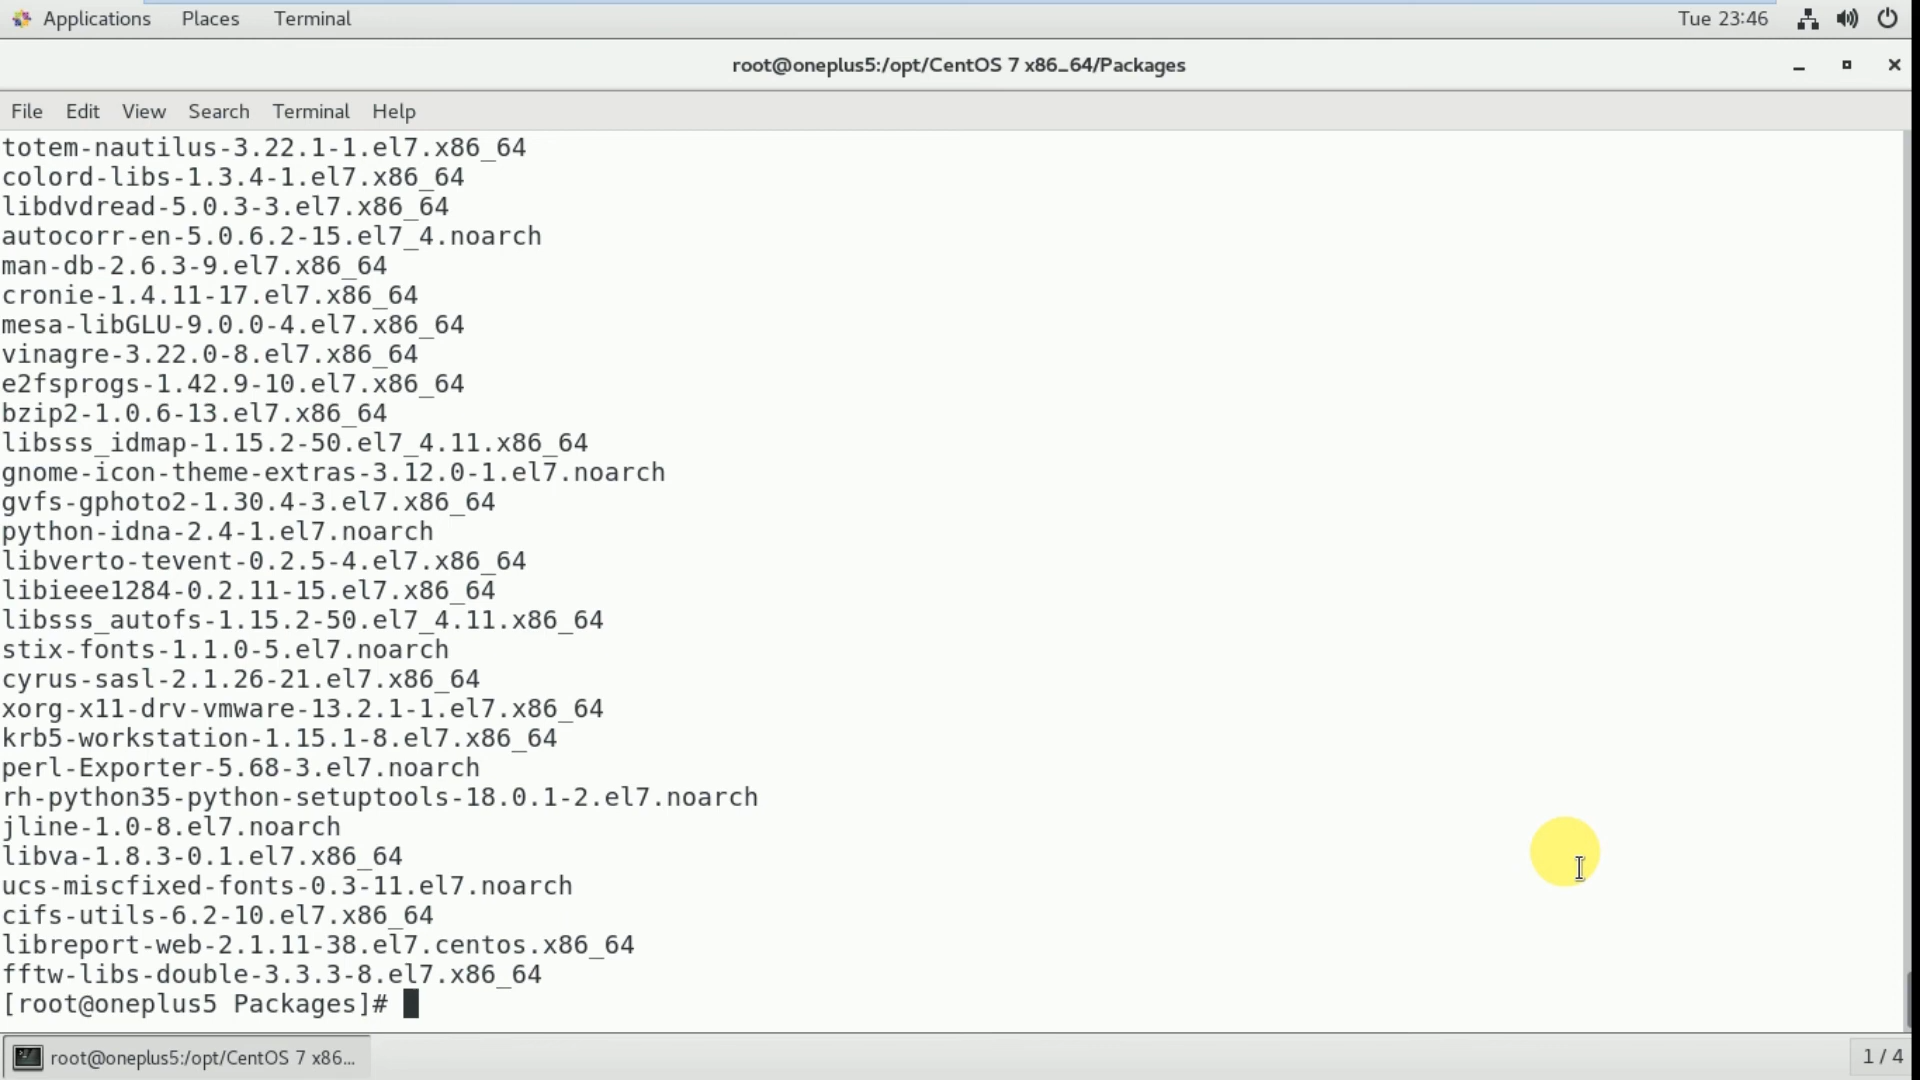 Applications Places Terminal Tue 23:46
root@oneplus5:/opt/CentOS 7 x86_64/Packages
File Edit View Search Terminal Help
totem-nautilus-3.22.1-1.el7.x86_64
colord-libs-1.3.4-1.el7.x86_64
libdvdread-5.0.3-3.el7.x86_64
autocorr-en-5.0.6.2-15.el7_4.noarch
man-db-2.6.3-9.el7.x86_64
cronie-1.4.11-17.el7.x86_64
mesa-libGLU-9.0.0-4.el7.x86_64
vinagre-3.22.0-8.el7.x86_64
e2fsprogs-1.42.9-10.el7.x86_64
bzip2-1.0.6-13.el7.x86_64
libsss_idmap-1.15.2-50.el7_4.11.x86_64
gnome-icon-theme-extras-3.12.0-1.el7.noarch
gvfs-gphoto2-1.30.4-3.el7.x86_64
python-idna-2.4-1.el7.noarch
libverto-tevent-0.2.5-4.el7.x86_64
libieee1284-0.2.11-15.el7.x86_64
libsss_autofs-1.15.2-50.el7_4.11.x86_64
stix-fonts-1.1.0-5.el7.noarch
cyrus-sasl-2.1.26-21.el7.x86_64
xorg-x11-drv-vmware-13.2.1-1.el7.x86_64
krb5-workstation-1.15.1-8.el7.x86_64
perl-Exporter-5.68-3.el7.noarch
rh-python35-python-setuptools-18.0.1-2.el7.noarch
jline-1.0-8.el7.noarch
libva-1.8.3-0.1.el7.x86_64
ucs-miscfixed-fonts-0.3-11.el7.noarch
cifs-utils-6.2-10.el7.x86_64
libreport-web-2.1.11-38.el7.centos.x86_64
fftw-libs-double-3.3.3-8.el7.x86_64
[root@oneplus5 Packages]#
root@oneplus5:/opt/CentOS 7 x86... 1 / 4